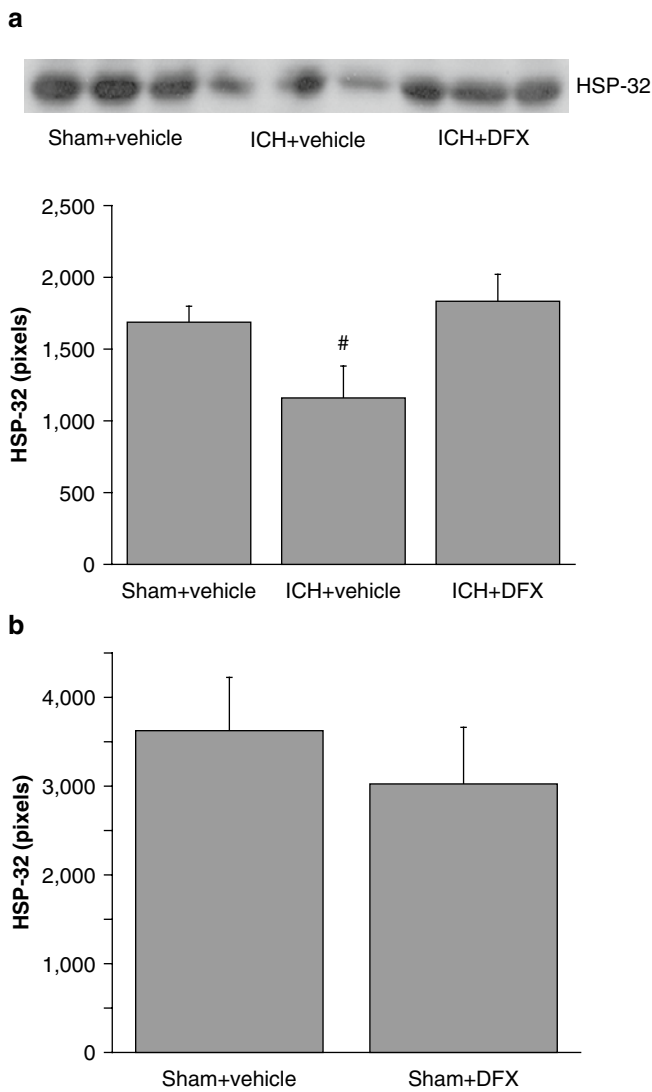 a
HSP-32
Sham+vehicle ICH+vehicle ICH+DFX
2,500
2,000
1,500
1,000
500
0
HSP-32 (pixels)
#
Sham+vehicle ICH+vehicle ICH+DFX
b
4,000
3,000
2,000
1,000
0
HSP-32 (pixels)
Sham+vehicle Sham+DFX